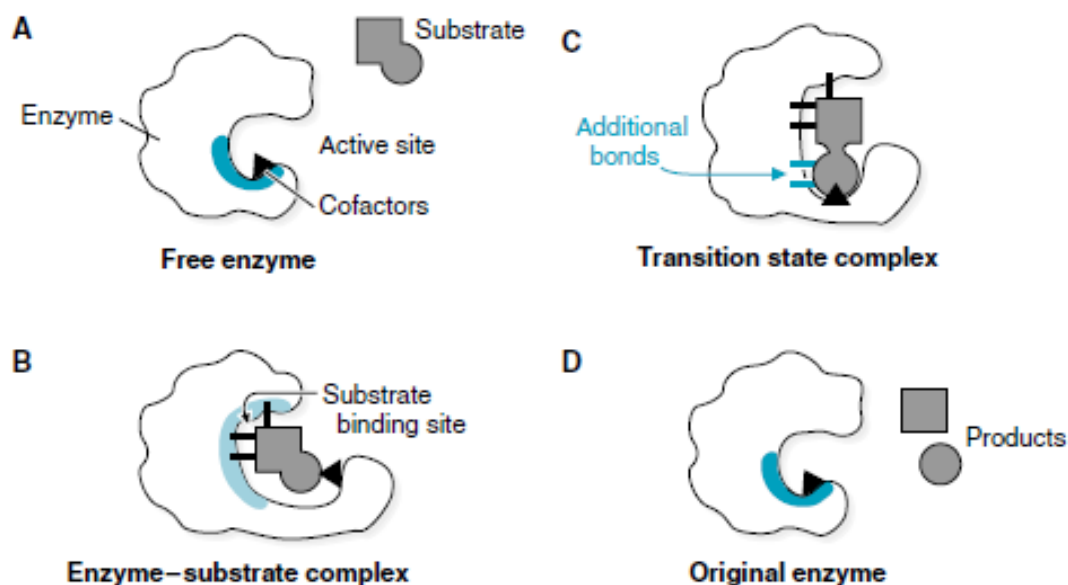 A
Substrate
Enzyme
Active site
Cofactors
Free enzyme
C
Additional
bonds
Transition state complex
B
Substrate
binding site
Enzyme–substrate complex
D
Products
Original enzyme